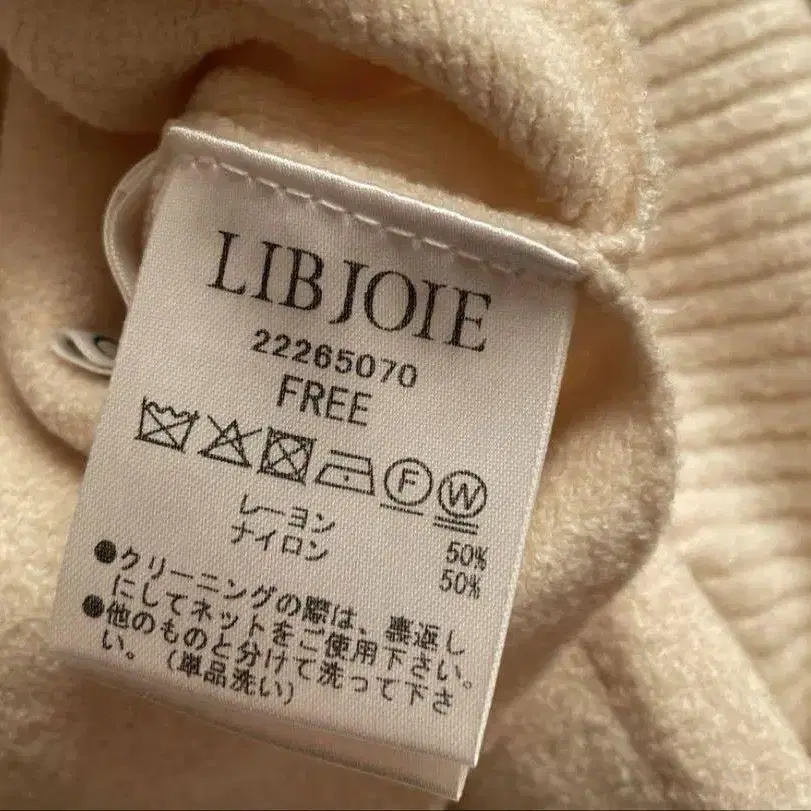 LIB JOIE
22265070
FREE
F W
レーヨン 50%
ナイロン 50%
●クリーニングの際は、裏返し
にしてネットをご使用下さい。
●他のものと分けて洗って下さ
い。（単品洗い）